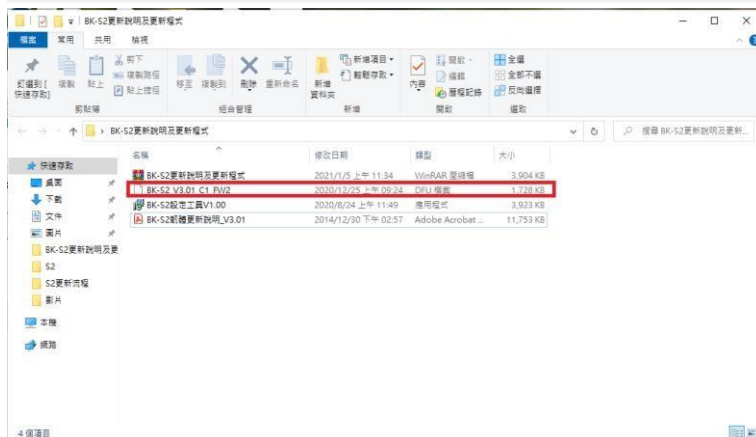 BK-S2更新說明及更新程式
檔案 常用 共用 檢視
釘選到 [快速存取]
複製
貼上
剪下
複製路徑
貼上捷徑
剪貼簿
移至
複製到
刪除
重新命名
組合管理
新增資料夾
新增項目
輕鬆存取
新增
內容
開啟
編輯
歷程記錄
開啟
全選
全部不選
反向選擇
選取
BK-S2更新說明及更新程式
搜尋 BK-S2更新說明及更新...
名稱 修改日期 類型 大小
BK-S2更新說明及更新程式 2021/1/5 上午 11:34 WinRAR 壓縮檔 3,904 KB
BK-S2_V3.01_C1_FW2 2020/12/25 上午 09:24 DFU 檔案 1,728 KB
BK-S2設定工具V1.00 2020/8/24 上午 11:49 應用程式 3,923 KB
BK-S2韌體更新說明_V3.01 2014/12/30 下午 02:57 Adobe Acrobat ... 11,753 KB
快速存取
桌面
下載
文件
圖片
BK-S2更新說明及更
S2
S2更新流程
影片
本機
網路
4 個項目